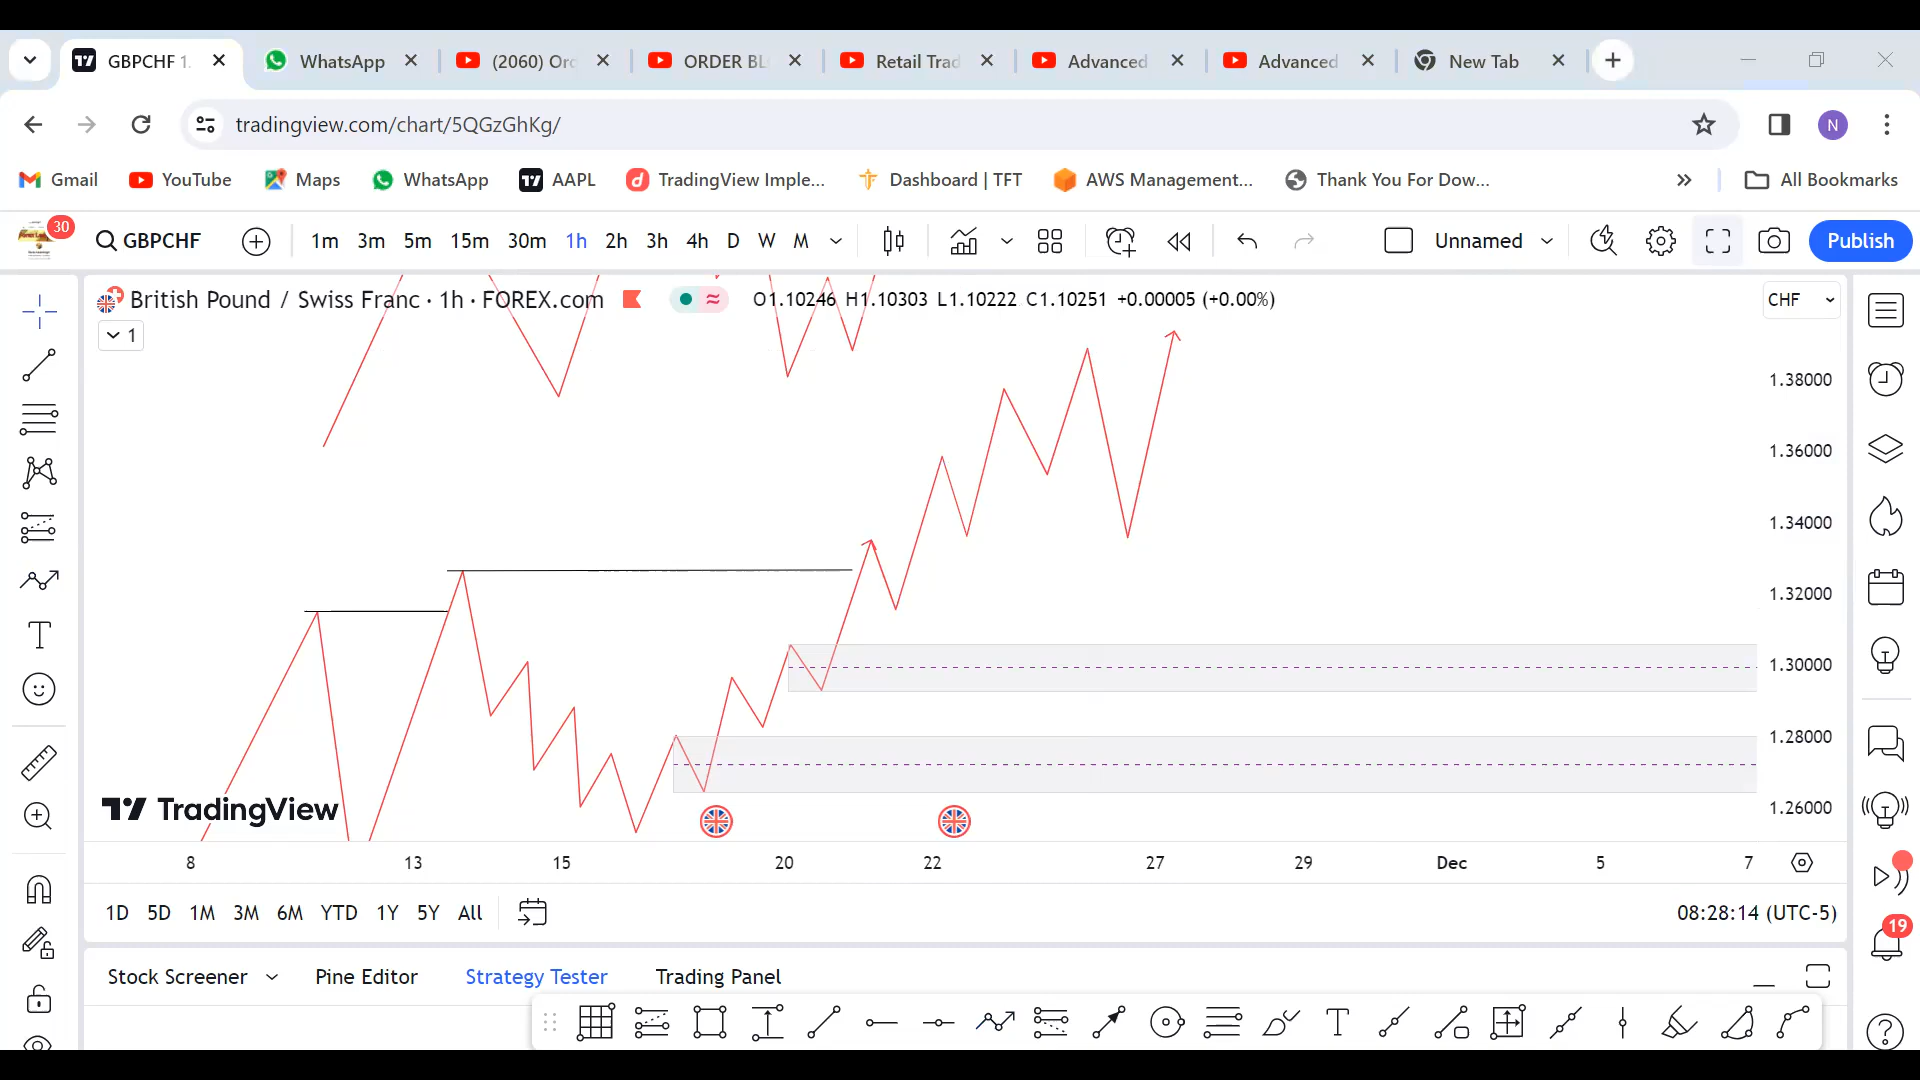 GBPCHF 1. WhatsApp (2060) Ord ORDER BL Retail Trad Advanced Advanced New Tab
tradingview.com/chart/5QGzGhKg/ N
Gmail YouTube Maps WhatsApp AAPL TradingView Imple... Dashboard | TFT AWS Management... Thank You For Dow... » All Bookmarks
30 GBPCHF 1m 3m 5m 15m 30m 1h 2h 3h 4h D W M Unnamed Publish
British Pound / Swiss Franc · 1h · FOREX.com O1.10246 H1.10303 L1.10222 C1.10251 +0.00005 (+0.00%) CHF
1
1.38000
1.36000
1.34000
1.32000
1.30000
1.28000
1.26000
TradingView
8 13 15 20 22 27 29 Dec 5 7
1D 5D 1M 3M 6M YTD 1Y 5Y All 08:28:14 (UTC-5)
19
Stock Screener Pine Editor Strategy Tester Trading Panel